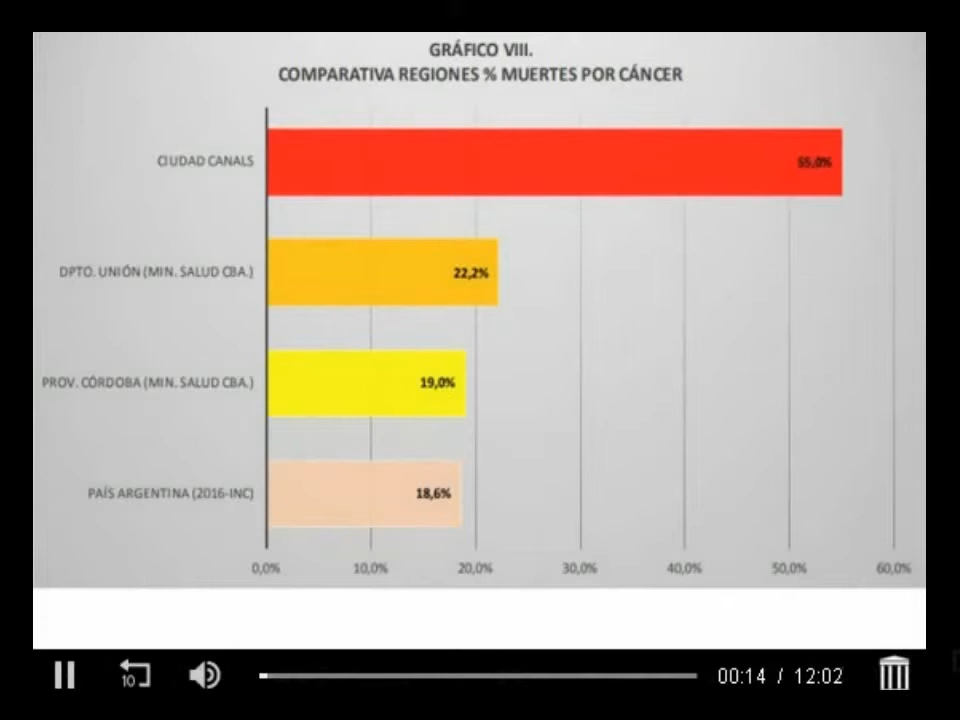 GRÁFICO VIII.
COMPARATIVA REGIONES % MUERTES POR CÁNCER
CIUDAD CANALS
55,0%
DPTO. UNIÓN (MIN. SALUD CBA.)
22,2%
PROV. CÓRDOBA (MIN. SALUD CBA.)
19,0%
PAÍS ARGENTINA (2016-INC)
18,6%
0,0% 10,0% 20,0% 30,0% 40,0% 50,0% 60,0%
10
00:14 / 12:02